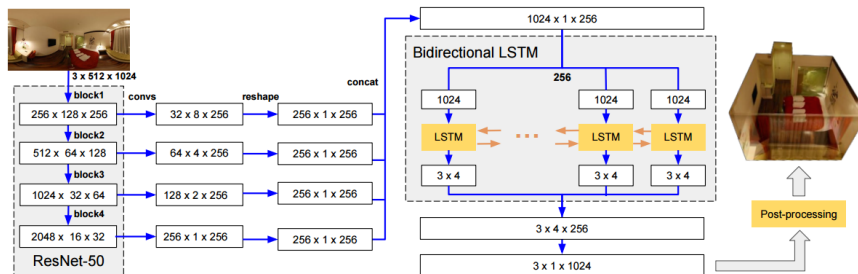 3 x 512 x 1024
block1
256 x 128 x 256
convs
32 x 8 x 256
reshape
256 x 1 x 256
concat
block2
512 x 64 x 128
64 x 4 x 256
256 x 1 x 256
block3
1024 x 32 x 64
128 x 2 x 256
256 x 1 x 256
block4
2048 x 16 x 32
256 x 1 x 256
256 x 1 x 256
ResNet-50
1024 x 1 x 256
Bidirectional LSTM
256
1024
1024
1024
LSTM
LSTM
LSTM
3 x 4
3 x 4
3 x 4
3 x 4 x 256
3 x 1 x 1024
Post-processing